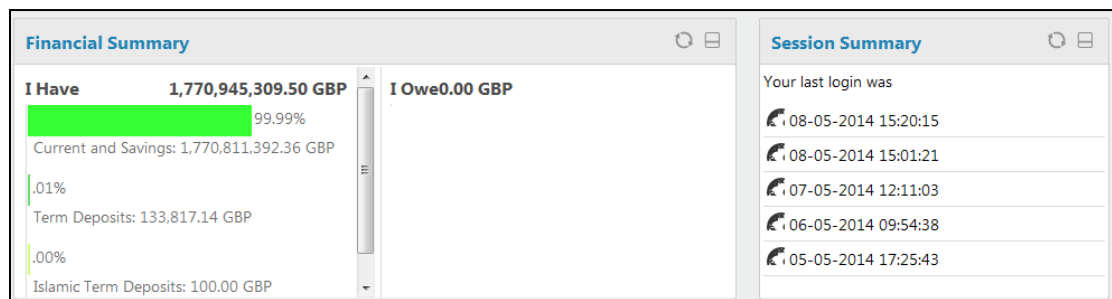 Financial Summary
I Have 1,770,945,309.50 GBP
99.99%
Current and Savings: 1,770,811,392.36 GBP
.01%
Term Deposits: 133,817.14 GBP
.00%
Islamic Term Deposits: 100.00 GBP
I Owe0.00 GBP
Session Summary
Your last login was
08-05-2014 15:20:15
08-05-2014 15:01:21
07-05-2014 12:11:03
06-05-2014 09:54:38
05-05-2014 17:25:43